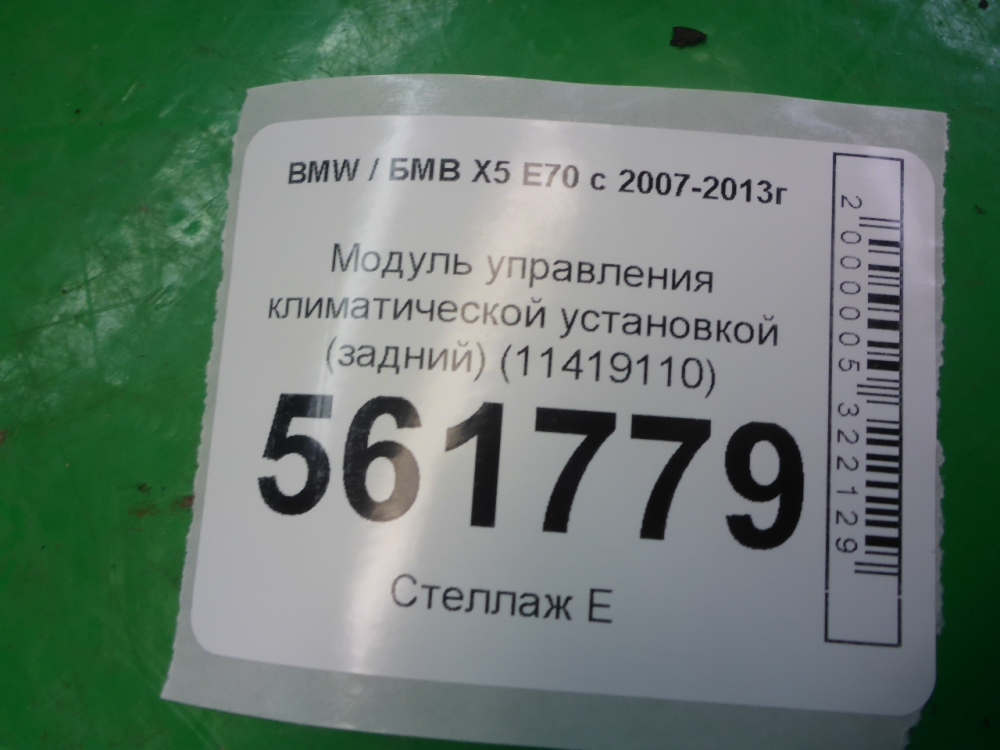 BMW / БМВ X5 E70 с 2007-2013г
Модуль управления
климатической установкой
(задний) (11419110)
561779
Стеллаж Е
2000005322129